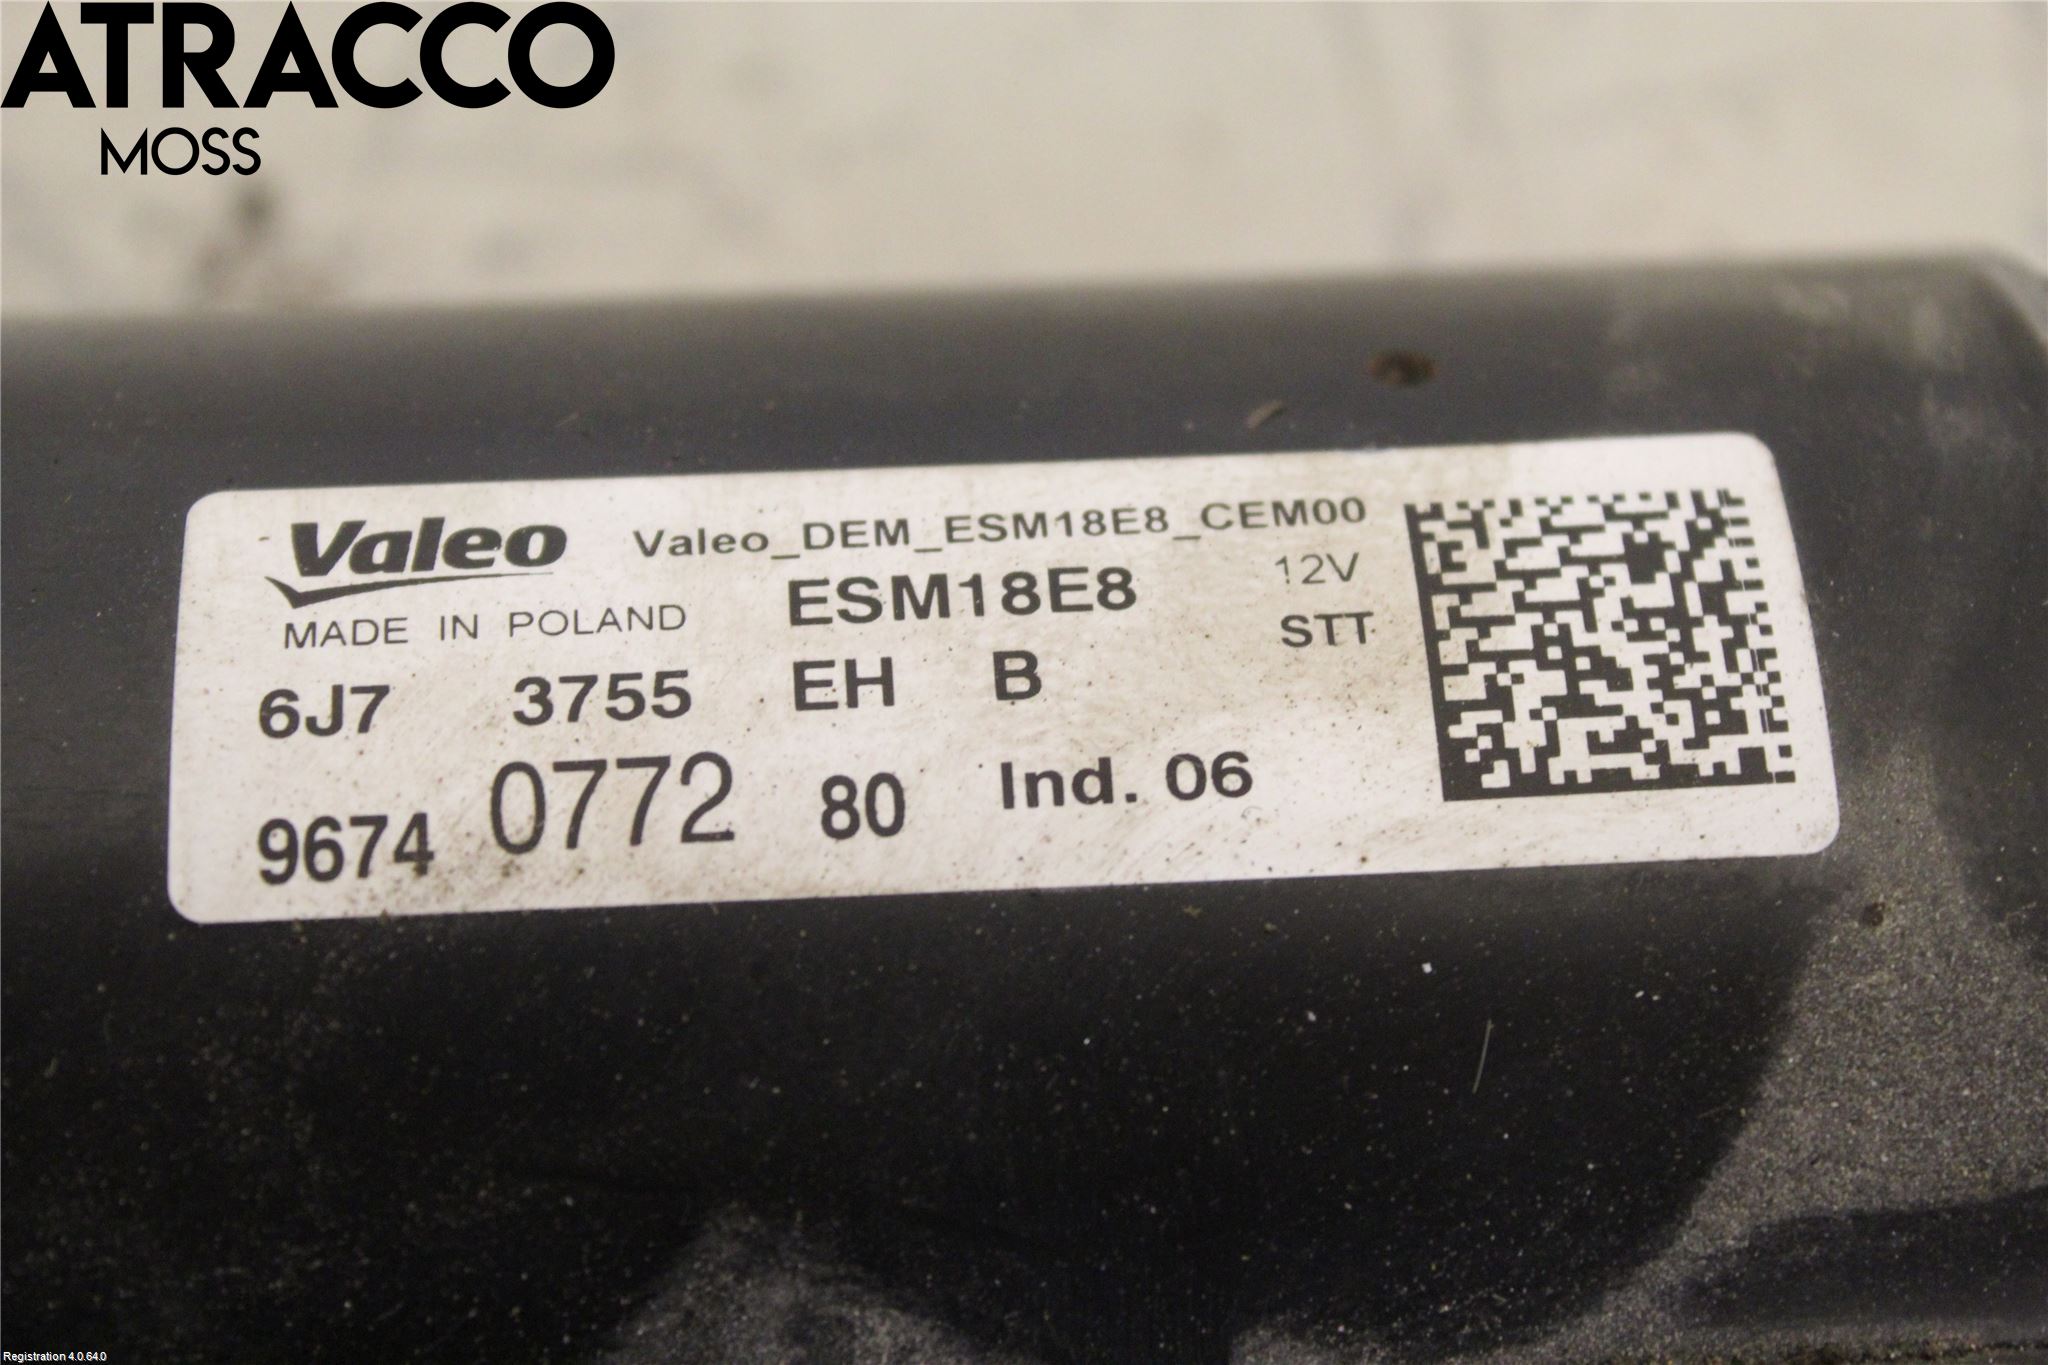 ATRACCO
MOSS
Valeo Valeo_DEM_ESM18E8_CEM00
MADE IN POLAND ESM18E8 12V
STT
6J7 3755 EH B
9674 0772 80 Ind. 06
Registration 4.0.64.0